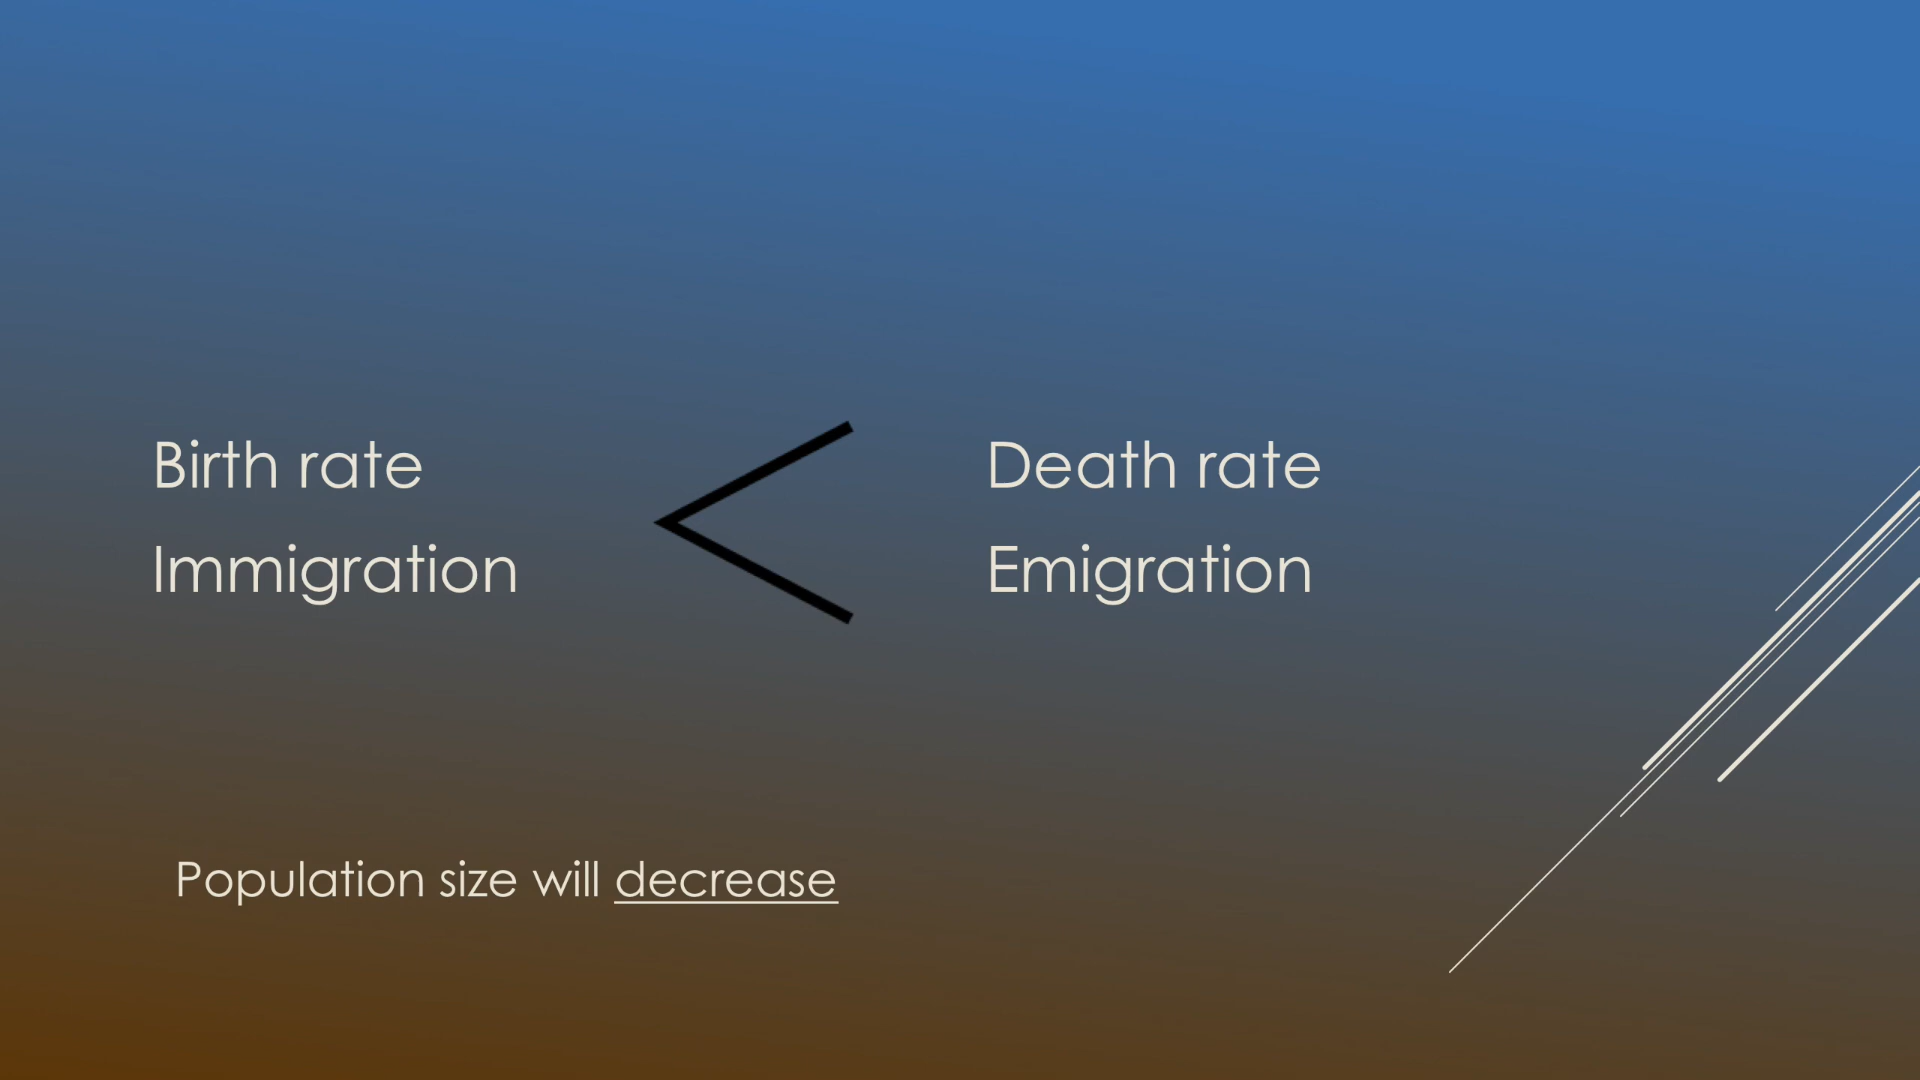 Birth rate
Immigration
<
Death rate
Emigration
Population size will decrease